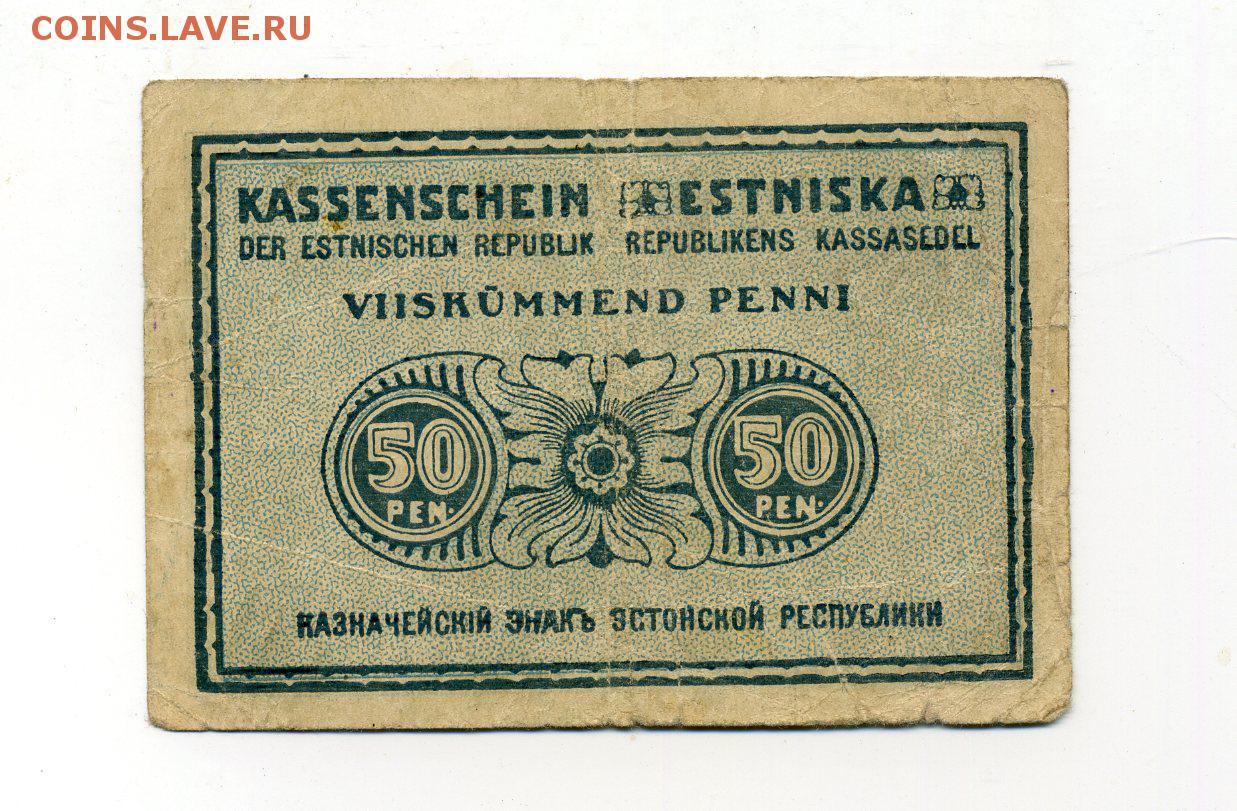 COINS.LAVE.RU
KASSENSCHEIN ESTNISKA
DER ESTNISCHEN REPUBLIK REPUBLIKENS KASSASEDEL
VIISKÜMMEND PENNI
50 50
PEN. PEN.
КАЗНАЧЕЙСКІЙ ЭНАКЪ ЭСТОНСКОЙ РЕСПУБЛИКИ